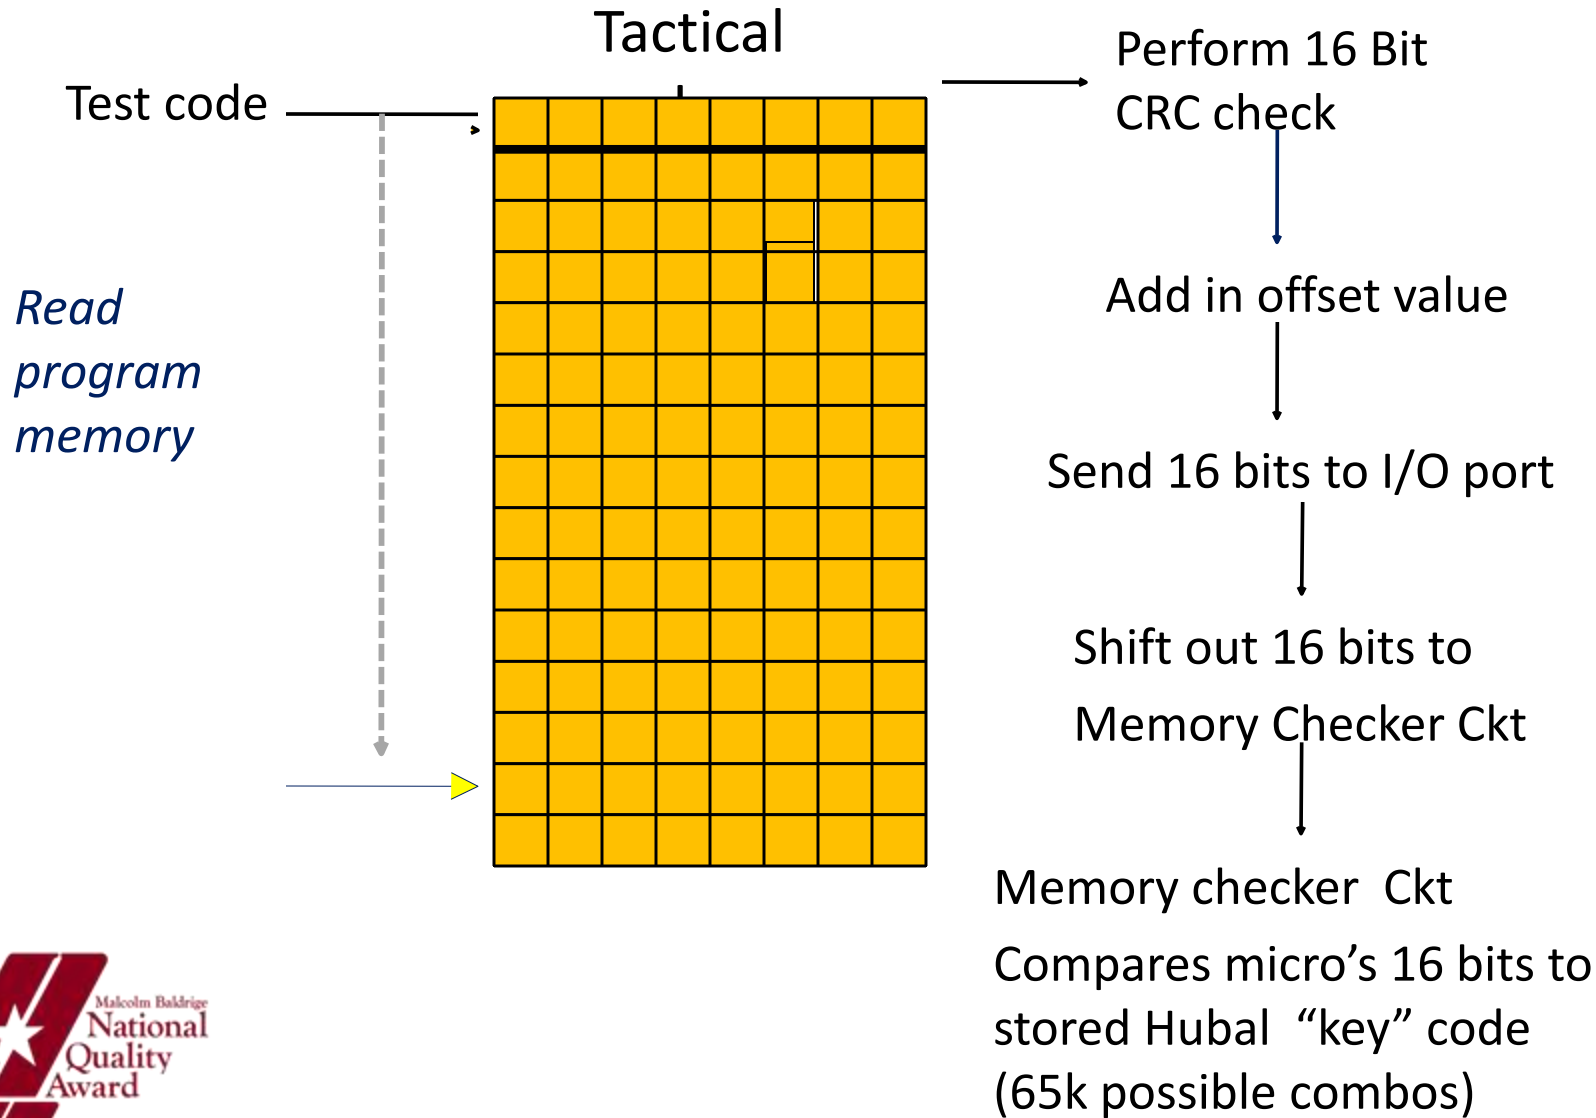 Tactical
Test code
Read
program
memory
Perform 16 Bit
CRC check
Add in offset value
Send 16 bits to I/O port
Shift out 16 bits to
Memory Checker Ckt
Memory checker  Ckt
Compares micro’s 16 bits to
stored Hubal  “key” code
(65k possible combos)
Malcolm Baldrige
National
Quality
Award